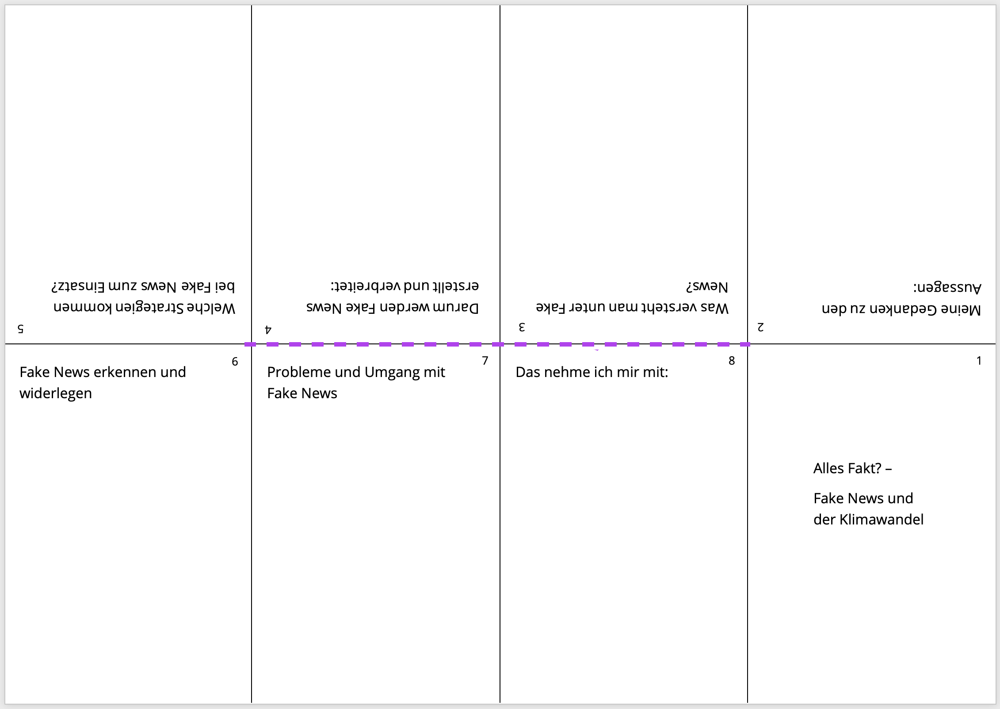 1
Alles Fakt? –
Fake News und
der Klimawandel
2
Meine Gedanken zu den
Aussagen:
3
Was versteht man unter Fake
News?
4
Darum werden Fake News
erstellt und verbreitet:
5
Welche Strategien kommen
bei Fake News zum Einsatz?
6
Fake News erkennen und
widerlegen
7
Probleme und Umgang mit
Fake News
8
Das nehme ich mir mit: